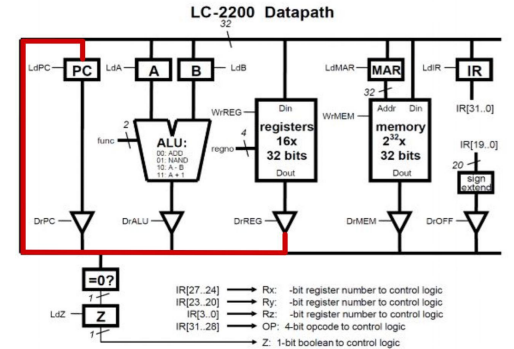 LC-2200 Datapath
32
LdPC PC LdA A B LdB LdMAR MAR LdIR IR
32
IR[31..0]
WrREG Din WrMEM Addr Din
2 func ALU: 4 regno registers memory IR[19..0]
00: ADD 16x 2^32x
01: NAND 32 bits 32 bits 20
10: A - B sign
11: A + 1 Dout Dout extend
DrPC DrALU DrREG DrMEM DrOFF
=0?
1
LdZ Z
1
IR[27..24] Rx: -bit register number to control logic
IR[23..20] Ry: -bit register number to control logic
IR[3..0] Rz: -bit register number to control logic
IR[31..28] OP: 4-bit opcode to control logic
Z: 1-bit boolean to control logic